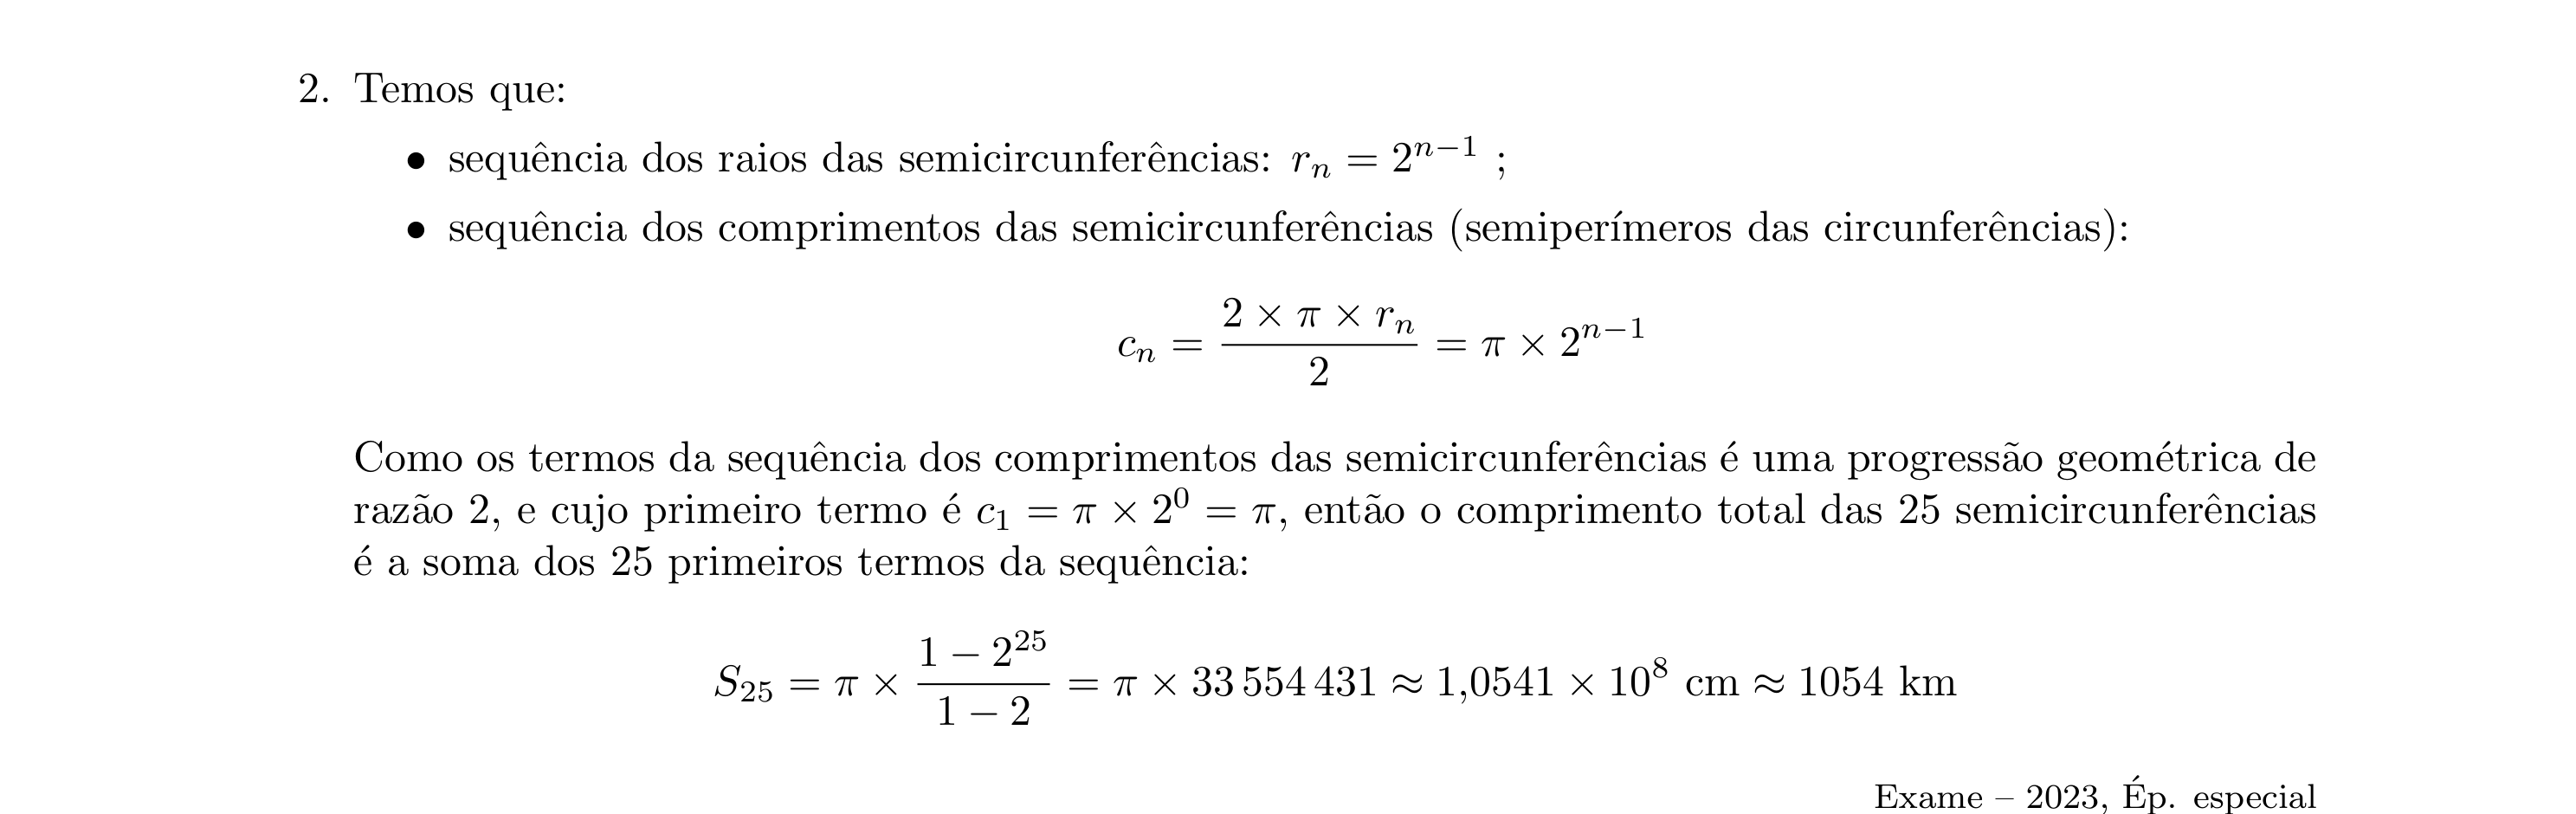 2. Temos que:
• sequência dos raios das semicircunferências: $r_n = 2^{n-1}$ ;
• sequência dos comprimentos das semicircunferências (semiperímeros das circunferências):
$c_n = \frac{2 \times \pi \times r_n}{2} = \pi \times 2^{n-1}$
Como os termos da sequência dos comprimentos das semicircunferências é uma progressão geométrica de
razão 2, e cujo primeiro termo é $c_1 = \pi \times 2^0 = \pi$, então o comprimento total das 25 semicircunferências
é a soma dos 25 primeiros termos da sequência:
$S_{25} = \pi \times \frac{1 - 2^{25}}{1 - 2} = \pi \times 33\,554\,431 \approx 1{,}0541 \times 10^8$ cm $\approx 1054$ km
Exame – 2023, Ép. especial